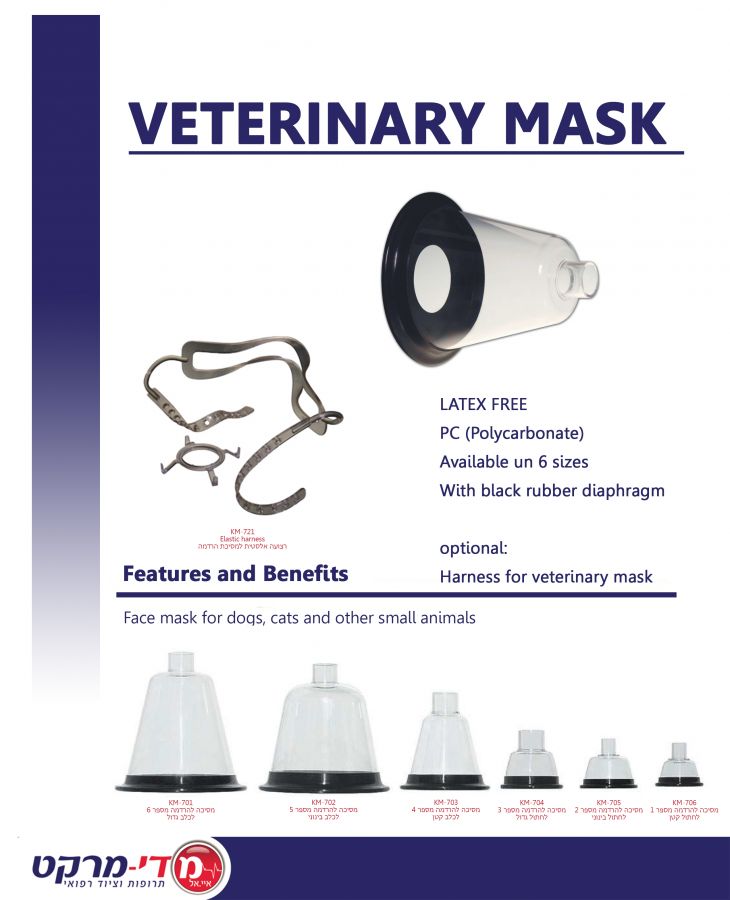 VETERINARY MASK
LATEX FREE
PC (Polycarbonate)
Available un 6 sizes
With black rubber diaphragm
optional:
Harness for veterinary mask
KM-721
Elastic harness
רצועה אלסטית למסיכת הרדמה
Features and Benefits
Face mask for dogs, cats and other small animals
KM-701
מסיכה להרדמה מספר 6
לכלב גדול
KM-702
מסיכה להרדמה מספר 5
לכלב בינוני
KM-703
מסיכה להרדמה מספר 4
לכלב קטן
KM-704
מסיכה להרדמה מספר 3
לחתול גדול
KM-705
מסיכה להרדמה מספר 2
לחתול בינוני
KM-706
מסיכה להרדמה מספר 1
לחתול קטן
מדי-מרקט
איי.אל
תרופות וציוד רפואי